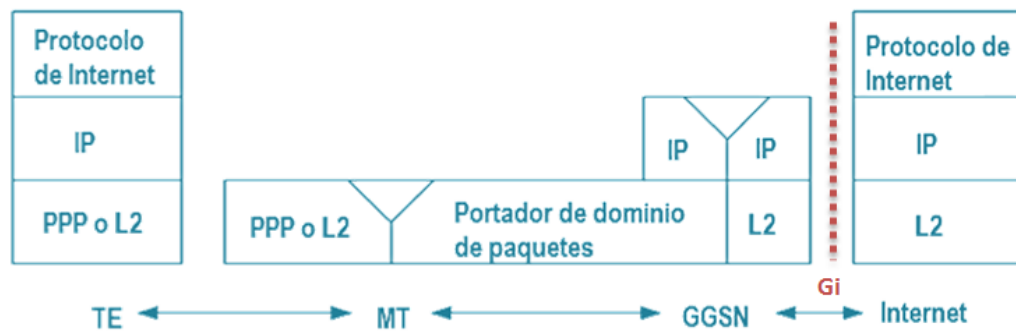 Protocolo
de Internet
IP
PPP o L2
PPP o L2
Portador de dominio
de paquetes
IP
IP
L2
Protocolo de
Internet
IP
L2
Gi
TE
MT
GGSN
Internet